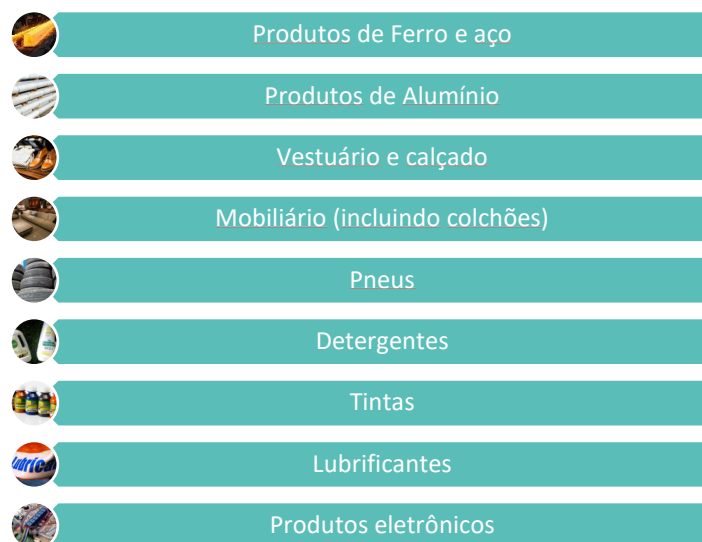 Produtos de Ferro e aço
Produtos de Alumínio
Vestuário e calçado
Mobiliário (incluindo colchões)
Pneus
Detergentes
Tintas
Lubrificantes
Produtos eletrônicos